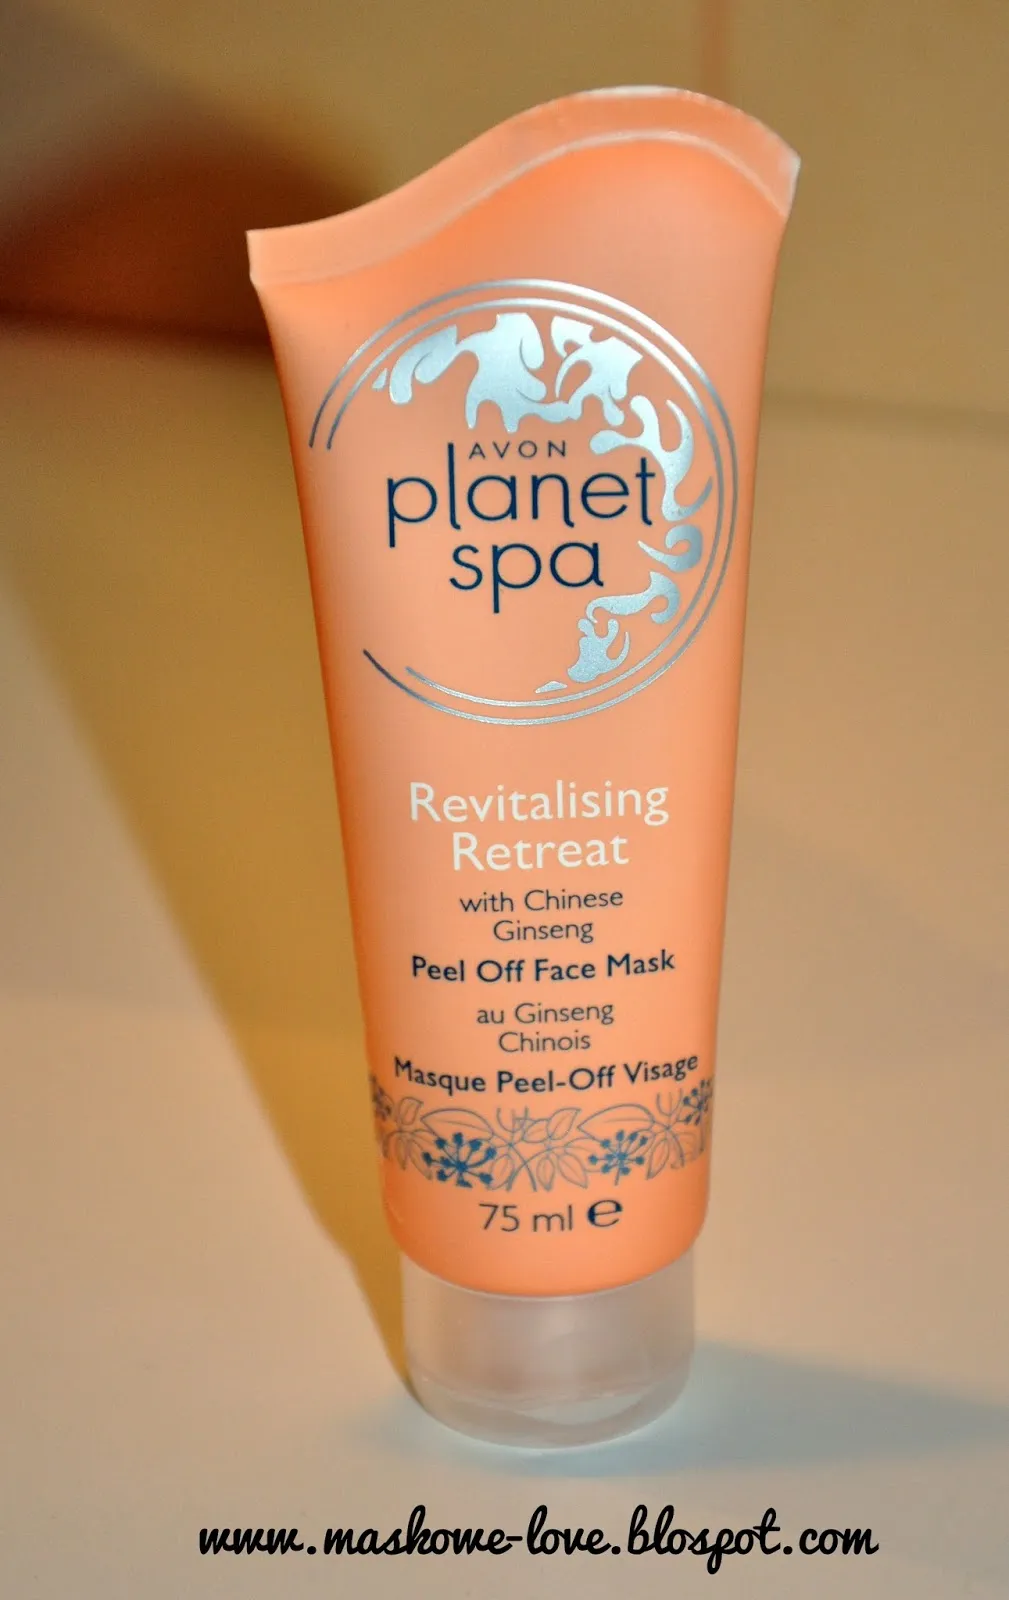 AVON
planet
spa
Revitalising
Retreat
with Chinese
Ginseng
Peel Off Face Mask
au Ginseng
Chinois
Masque Peel-Off Visage
75 ml e
www.maskowe-love.blospot.com